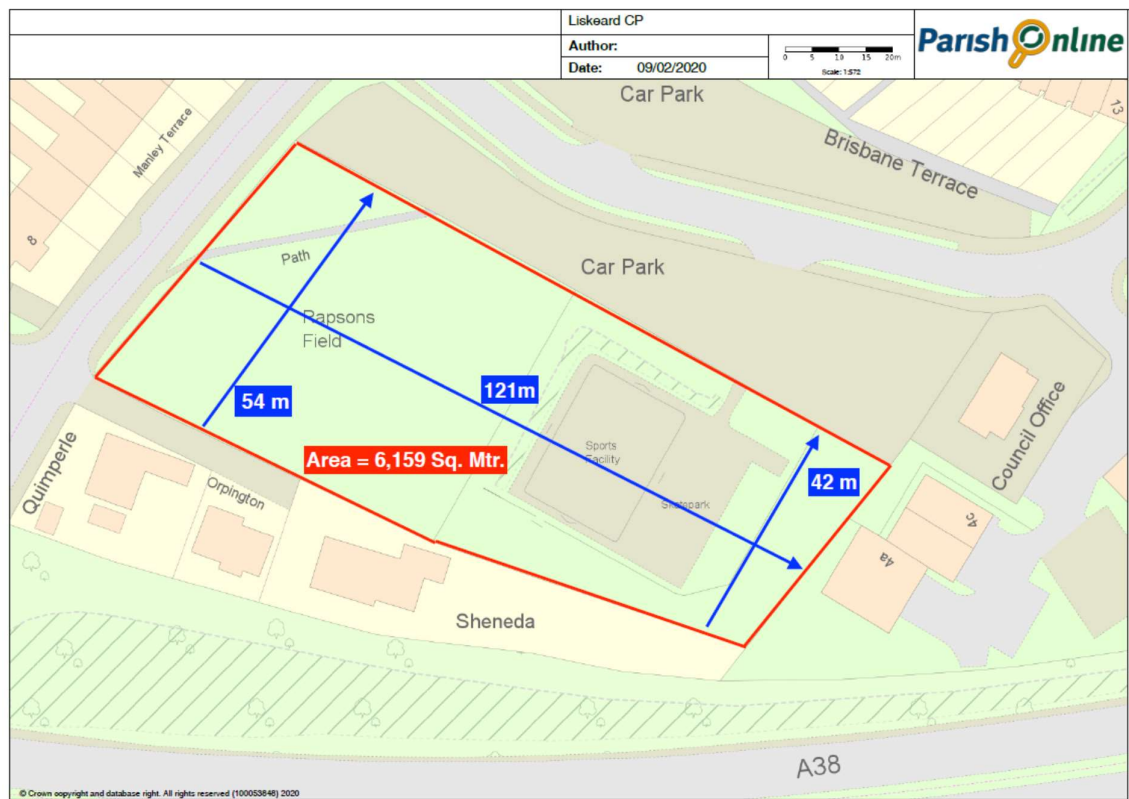 Liskeard CP
Author:
Date: 09/02/2020
0 5 10 15 20m
Scale: 1:572
Parish Online
Car Park
13
Manley Terrace
Brisbane Terrace
8
Path
Car Park
Rapsons
Field
121m
54 m
Council Office
Sports
Facility
Area = 6,159 Sq. Mtr.
42 m
Quimperle
Orpington
Skatepark
4c
4a
Sheneda
A38
© Crown copyright and database right. All rights reserved (100053848) 2020